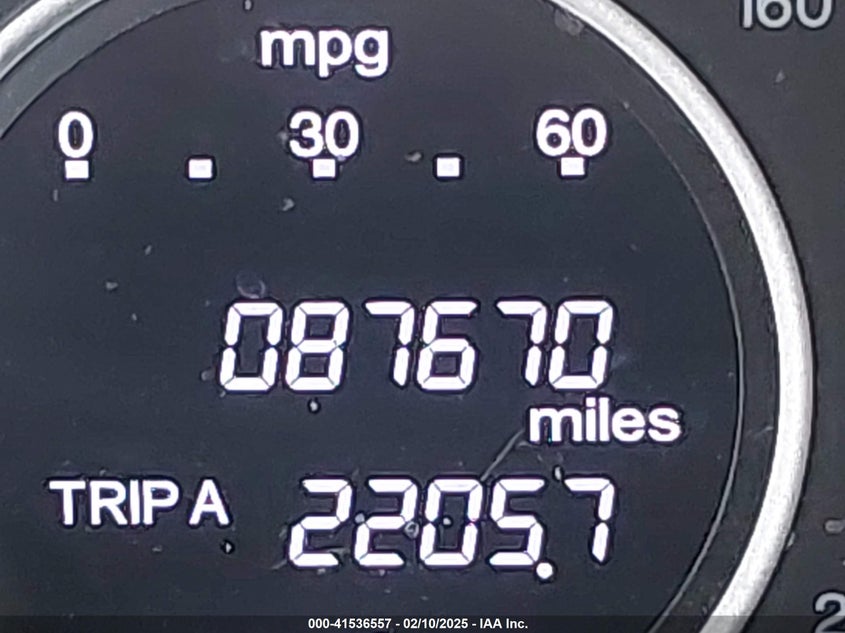 160
mpg
0 30 60
087670
miles
TRIP A 2205.7
2
000-41536557 - 02/10/2025 - IAA Inc.